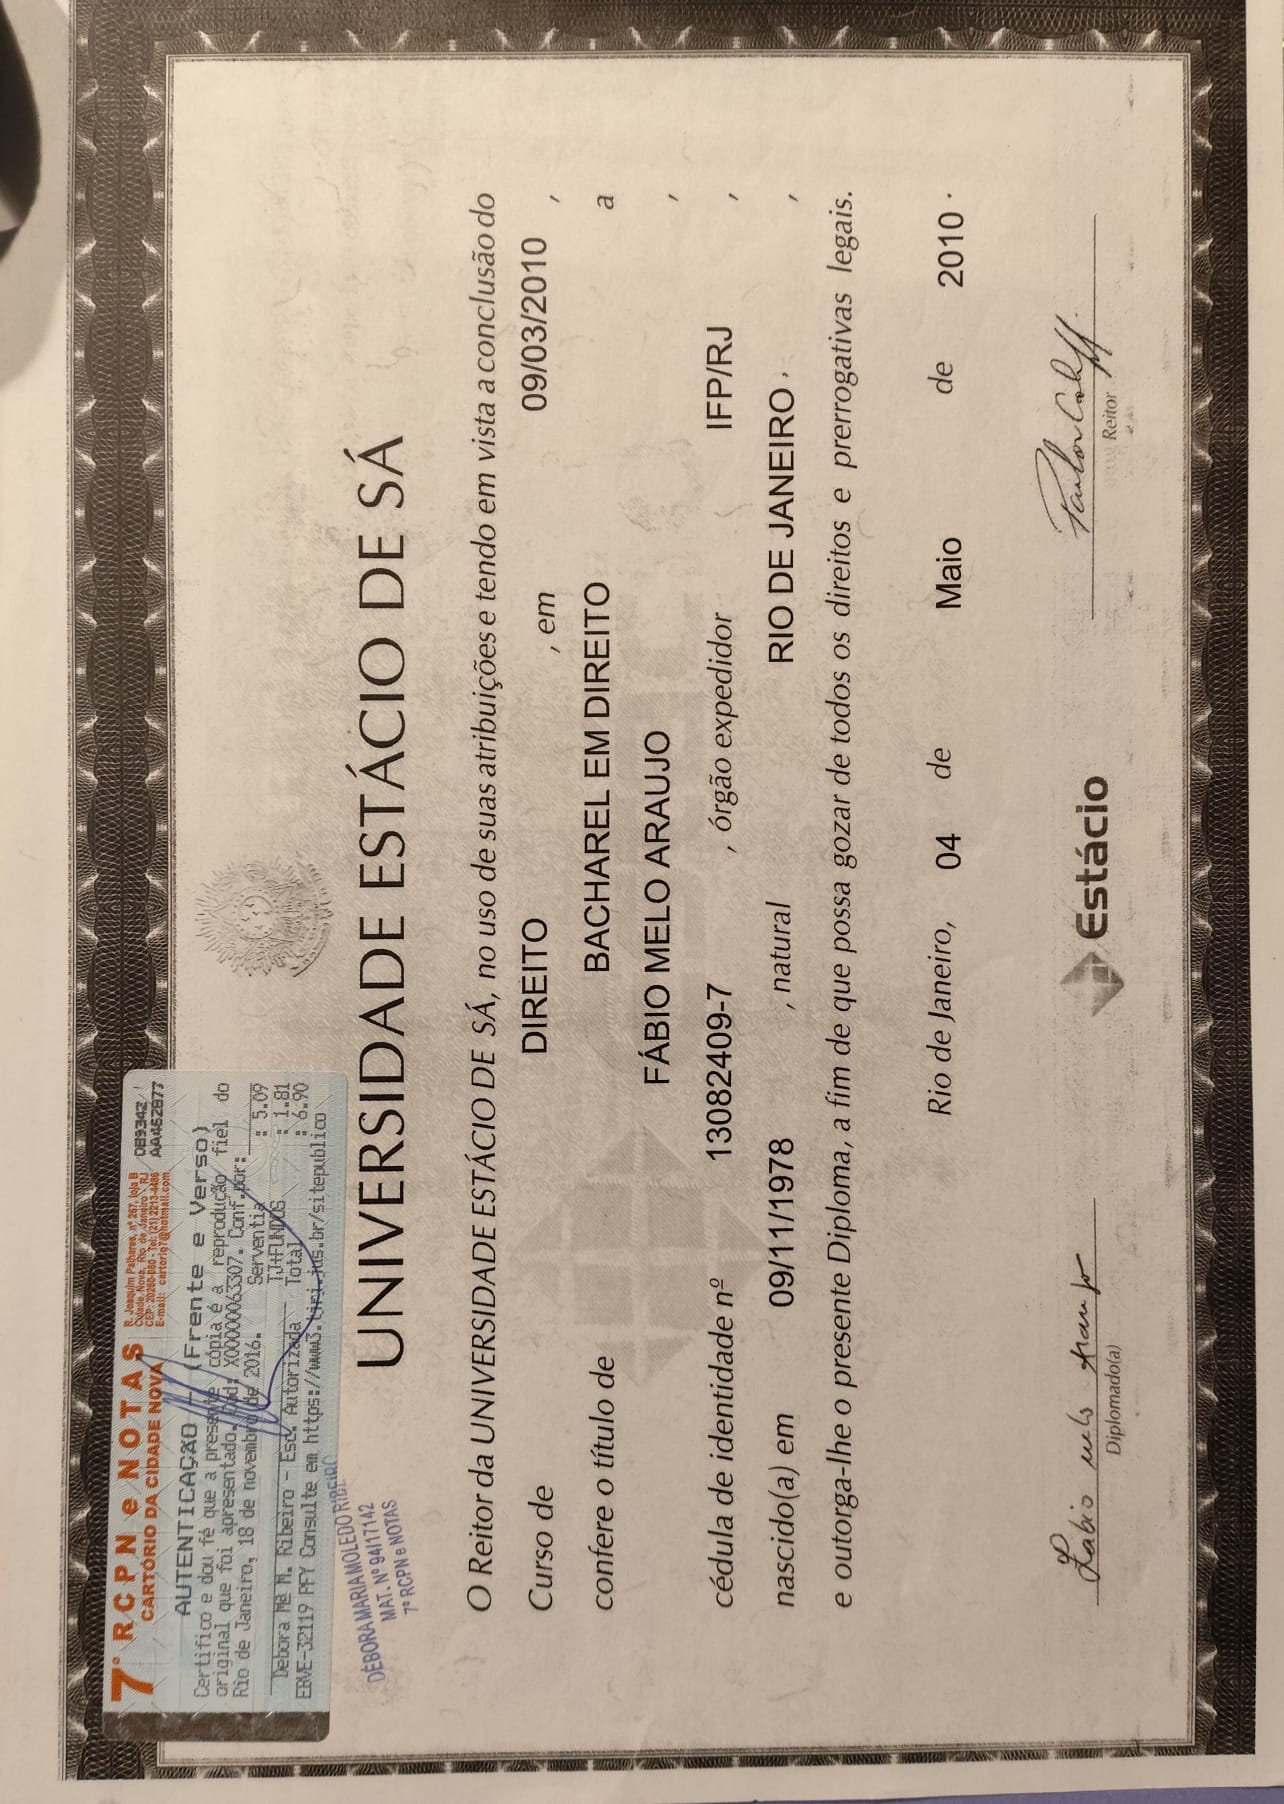 7º RCPN e NOTAS
CARTÓRIO DA CIDADE NOVA
R. Joaquim Palhares, nº 267, loja B
Cidade Nova, Rio de Janeiro - RJ
CEP: 20260-080 - Tel: (21) 2213-4486
E-mail: cartorio7@hotmail.com
AA462877
AUTENTICAÇÃO - (Frente e Verso)
Certifico e dou fé que a presente cópia é a reprodução fiel do
original que foi apresentado. Cód: X00000063307. Conf.por:
Rio de Janeiro, 18 de novembro de 2016. Serventia : 5.09
TJ+FUNDOS : 1.81
Debora Mª M. Ribeiro - Esc. Autorizada Total : 6.90
EBVE-32119 PFY Consulte em https://www3.tjrj.jus.br/sitepublico
DÉBORA MARIA MOLEDO RIBEIRO
MAT. Nº 94/17142
7º RCPN e NOTAS
UNIVERSIDADE ESTÁCIO DE SÁ
O Reitor da UNIVERSIDADE ESTÁCIO DE SÁ, no uso de suas atribuições e tendo em vista a conclusão do
Curso de DIREITO , em 09/03/2010 ,
confere o título de BACHAREL EM DIREITO a
FÁBIO MELO ARAUJO ,
cédula de identidade nº 13082409-7 , órgão expedidor IFP/RJ ,
nascido(a) em 09/11/1978 , natural RIO DE JANEIRO ,
e outorga-lhe o presente Diploma, a fim de que possa gozar de todos os direitos e prerrogativas legais.
Rio de Janeiro, 04 de Maio de 2010 .
Fabio melo Araujo
Diplomado(a)
Estácio
Reitor